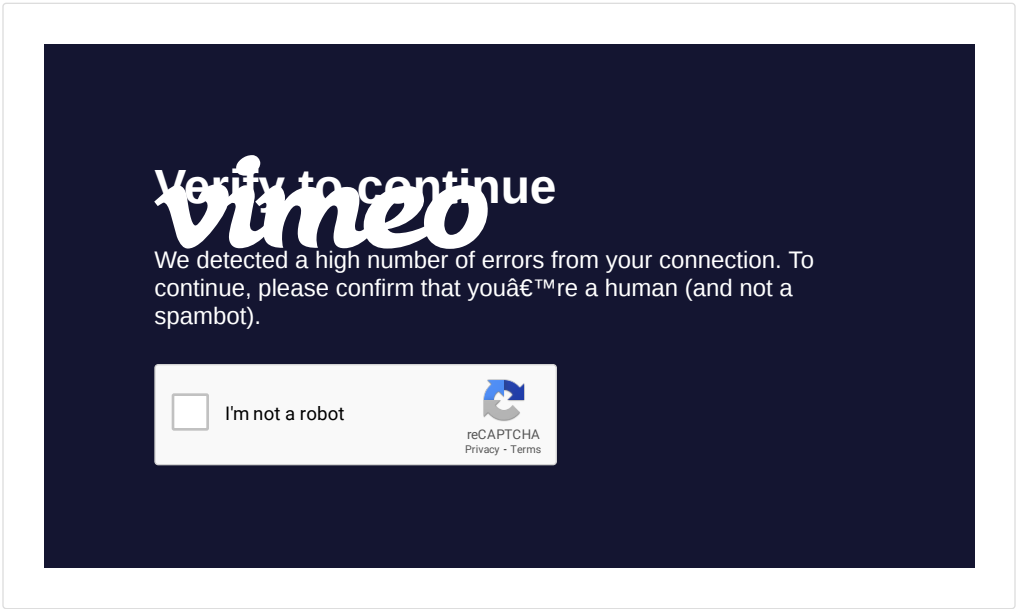 Verify to continue
vimeo
We detected a high number of errors from your connection. To
continue, please confirm that youâ€™re a human (and not a
spambot).
I'm not a robot
reCAPTCHA
Privacy - Terms